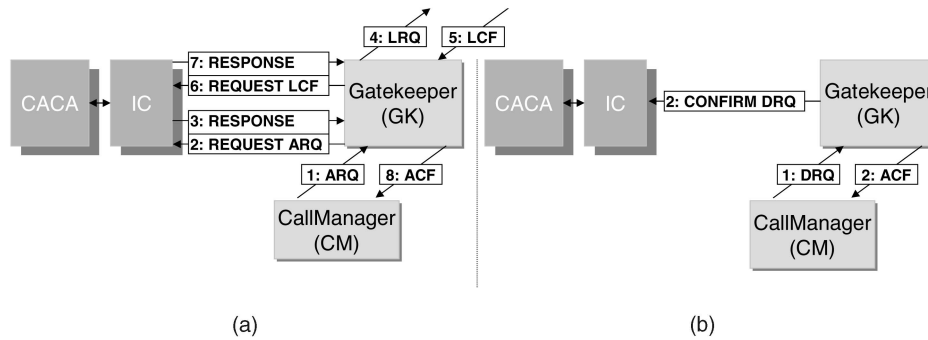 4: LRQ
5: LCF
7: RESPONSE
6: REQUEST LCF
3: RESPONSE
2: REQUEST ARQ
CACA
IC
Gatekeeper
(GK)
1: ARQ
8: ACF
CallManager
(CM)
(a)
CACA
IC
2: CONFIRM DRQ
Gatekeeper
(GK)
1: DRQ
2: ACF
CallManager
(CM)
(b)